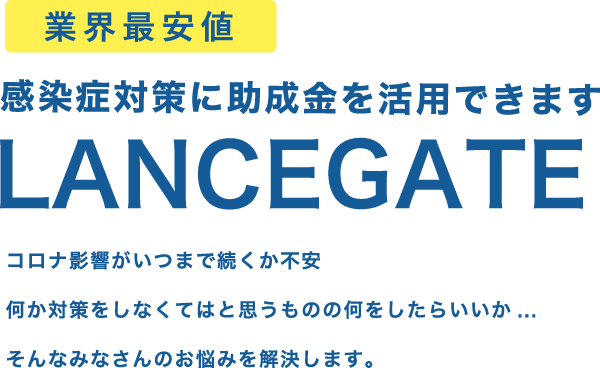 業界最安値
感染症対策に助成金を活用できます
LANCEGATE
コロナ影響がいつまで続くか不安
何か対策をしなくてはと思うものの何をしたらいいか...
そんなみなさんのお悩みを解決します。